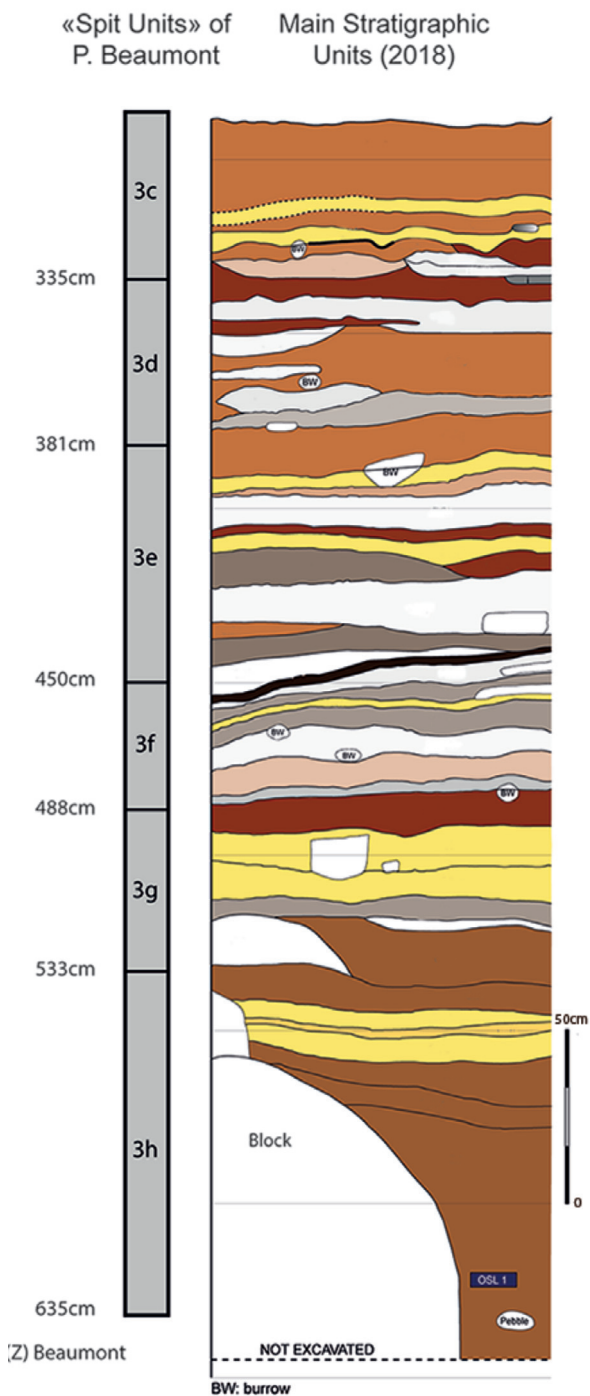 «Spit Units» of
P. Beaumont
Main Stratigraphic
Units (2018)
3c
BW
335cm
3d
BW
381cm
BW
3e
450cm
3f
BW
BW
BW
488cm
3g
533cm
50cm
3h
Block
0
OSL 1
635cm
Pebble
(Z) Beaumont
NOT EXCAVATED
BW: burrow